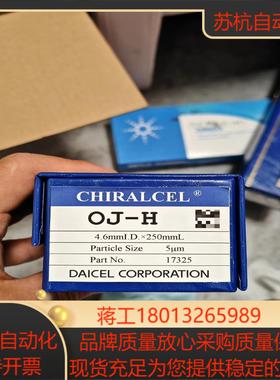 苏杭自动
CHIRALCEL®
OJ-H
4.6mmI.D.×250mmL
Particle Size 5μm
Part No. 17325
DAICEL CORPORATION
蒋工18013265989
自动化 品牌质量放心采购质量保
开票 现货充足为您提供稳定的